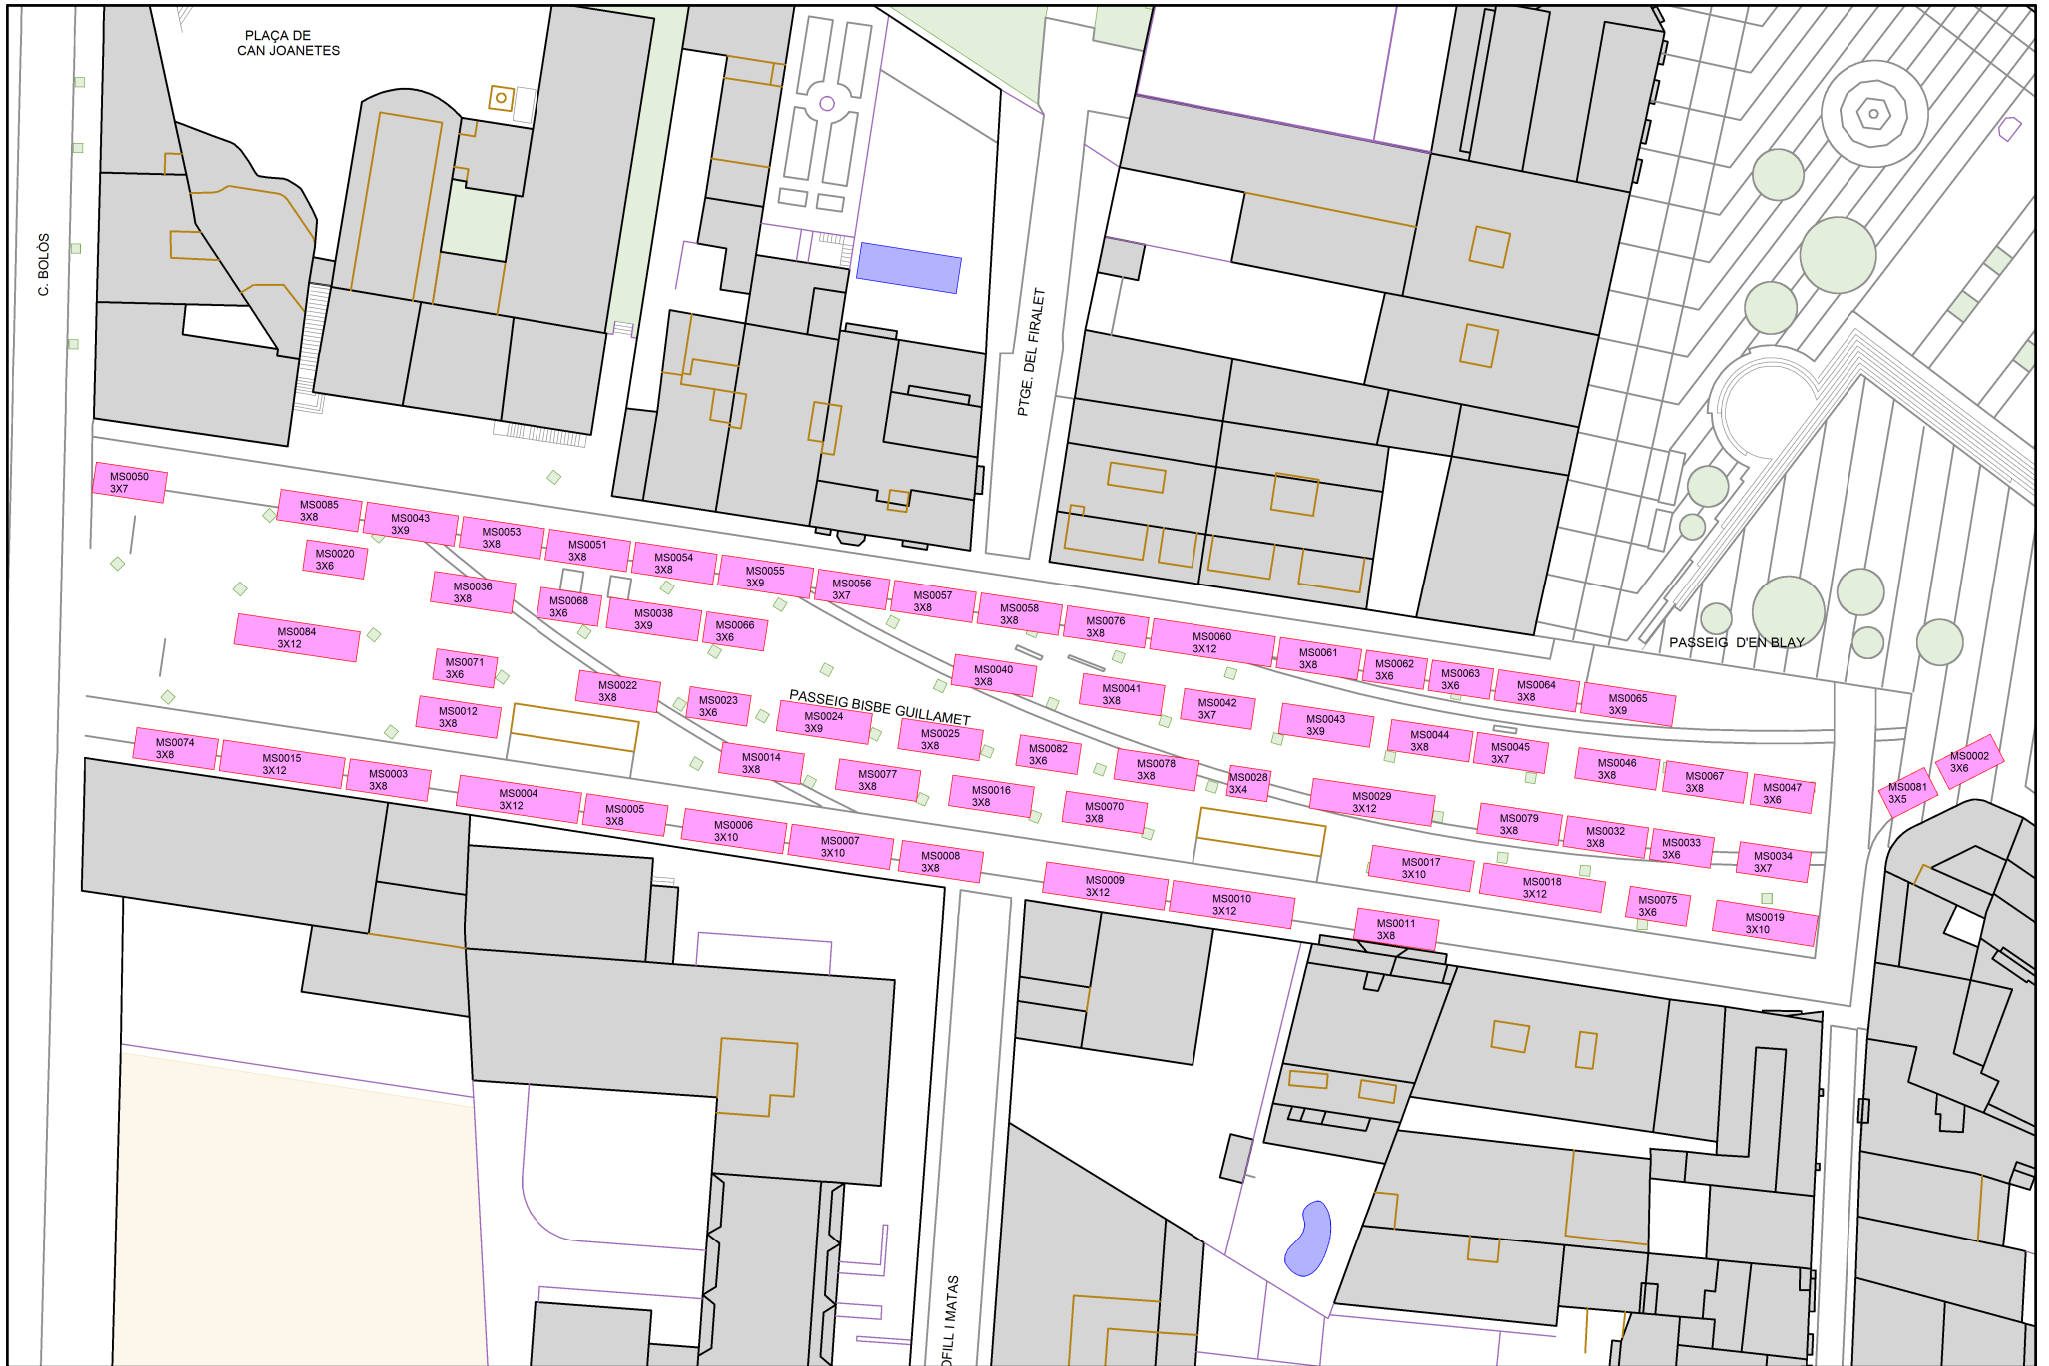 PLAÇA DE
CAN JOANETES
C. BOLÒS
PTGE. DEL FIRALET
PASSEIG D'EN BLAY
PASSEIG BISBE GUILLAMET
OFILL I MATAS
MS0050
3X7
MS0085
3X8
MS0043
3X9
MS0053
3X8
MS0051
3X8
MS0054
3X8
MS0055
3X9
MS0056
3X7
MS0057
3X8
MS0058
3X8
MS0076
3X8
MS0060
3X12
MS0061
3X8
MS0062
3X6
MS0063
3X6
MS0064
3X8
MS0065
3X9
MS0020
3X6
MS0036
3X8
MS0068
3X6
MS0038
3X9
MS0066
3X6
MS0040
3X8
MS0041
3X8
MS0042
3X7
MS0043
3X9
MS0044
3X8
MS0045
3X7
MS0046
3X8
MS0067
3X8
MS0047
3X6
MS0002
3X6
MS0081
3X5
MS0084
3X12
MS0071
3X6
MS0022
3X8
MS0023
3X6
MS0024
3X9
MS0025
3X8
MS0082
3X6
MS0078
3X8
MS0028
3X4
MS0029
3X12
MS0079
3X8
MS0032
3X8
MS0033
3X6
MS0034
3X7
MS0012
3X8
MS0014
3X8
MS0077
3X8
MS0016
3X8
MS0070
3X8
MS0017
3X10
MS0018
3X12
MS0075
3X6
MS0019
3X10
MS0074
3X8
MS0015
3X12
MS0003
3X8
MS0004
3X12
MS0005
3X8
MS0006
3X10
MS0007
3X10
MS0008
3X8
MS0009
3X12
MS0010
3X12
MS0011
3X8